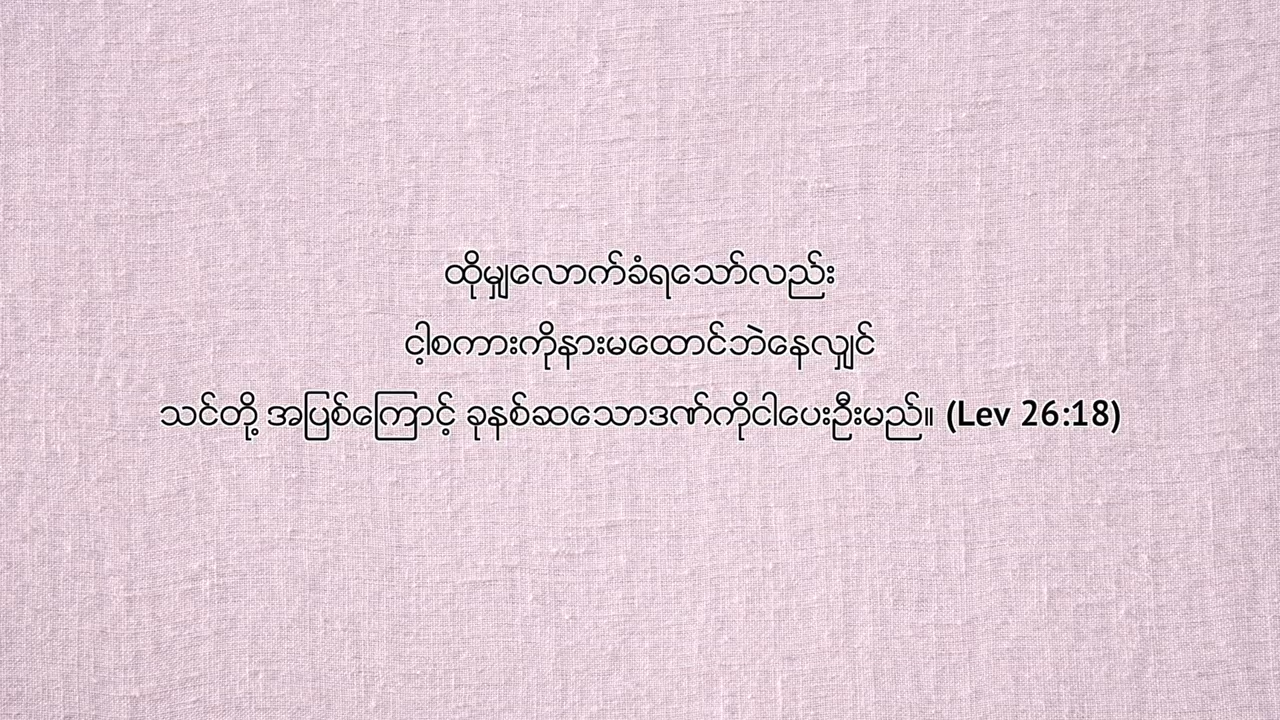 ထိုမျှလောက်ခံရသော်လည်း
ငါ့စကားကိုနားမထောင်ဘဲနေလျှင်
သင်တို့ အပြစ်ကြောင့် ခုနစ်ဆသောဒဏ်ကိုငါပေးဦးမည်။ (Lev 26:18)